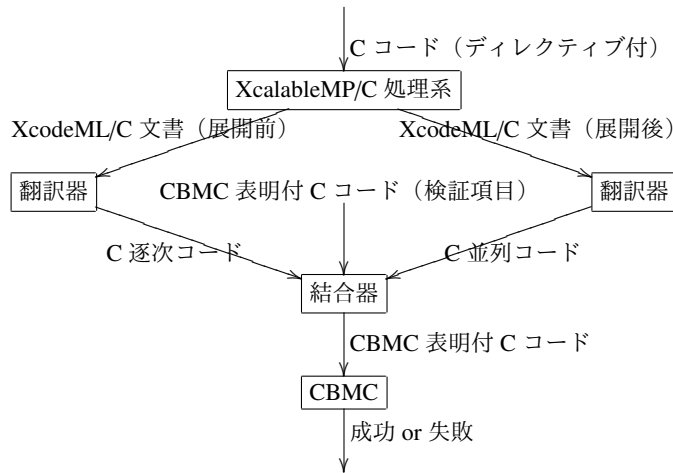 C コード（ディレクティブ付）
XcalableMP/C 処理系
XcodeML/C 文書（展開前）
XcodeML/C 文書（展開後）
翻訳器
CBMC 表明付 C コード（検証項目）
翻訳器
C 逐次コード
C 並列コード
結合器
CBMC 表明付 C コード
CBMC
成功 or 失敗